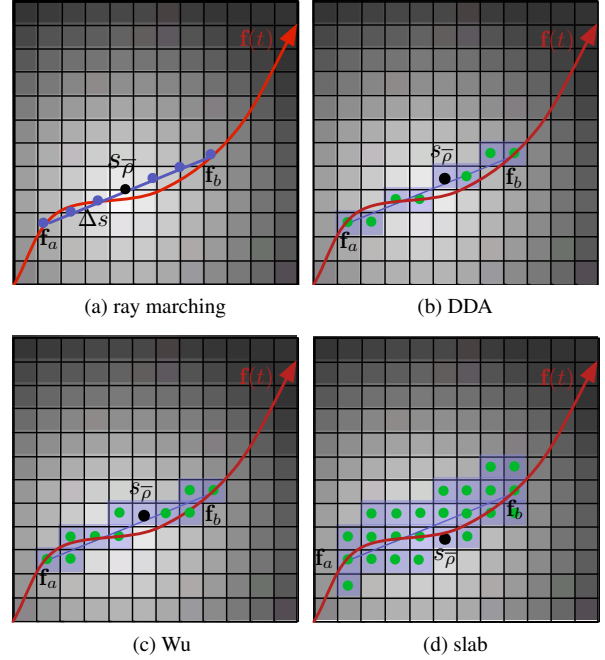 f(t)
s_ρ̅
f_b
Δs
f_a
(a) ray marching
f(t)
s_ρ̅
f_b
f_a
(b) DDA
f(t)
s_ρ̅
f_b
f_a
(c) Wu
f(t)
f_b
f_a
s_ρ̅
(d) slab